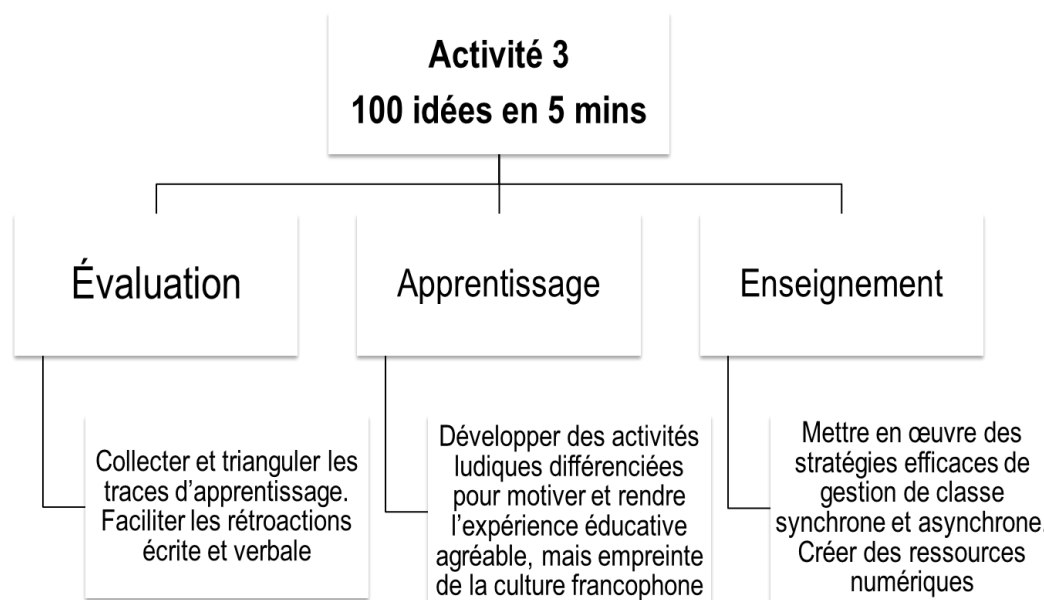 Activité 3
100 idées en 5 mins
Évaluation
Apprentissage
Enseignement
Collecter et trianguler les
traces d'apprentissage.
Faciliter les rétroactions
écrite et verbale
Développer des activités
ludiques différenciées
pour motiver et rendre
l'expérience éducative
agréable, mais empreinte
de la culture francophone
Mettre en œuvre des
stratégies efficaces de
gestion de classe
synchrone et asynchrone.
Créer des ressources
numériques